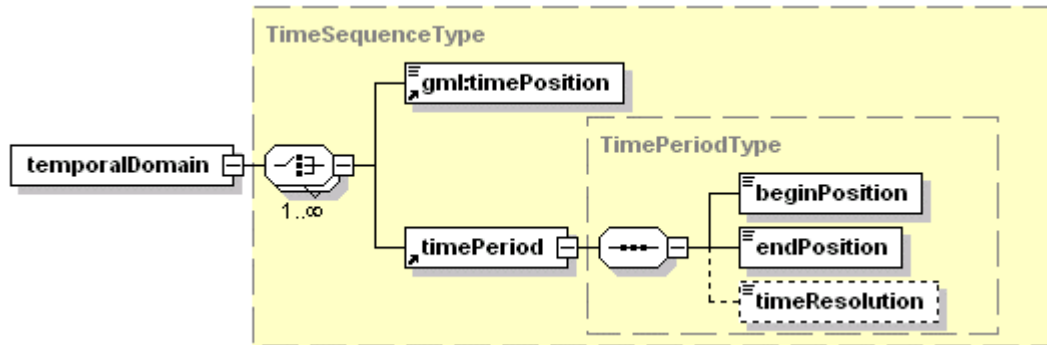 TimeSequenceType
gml:timePosition
TimePeriodType
temporalDomain
1..∞
timePeriod
beginPosition
endPosition
timeResolution